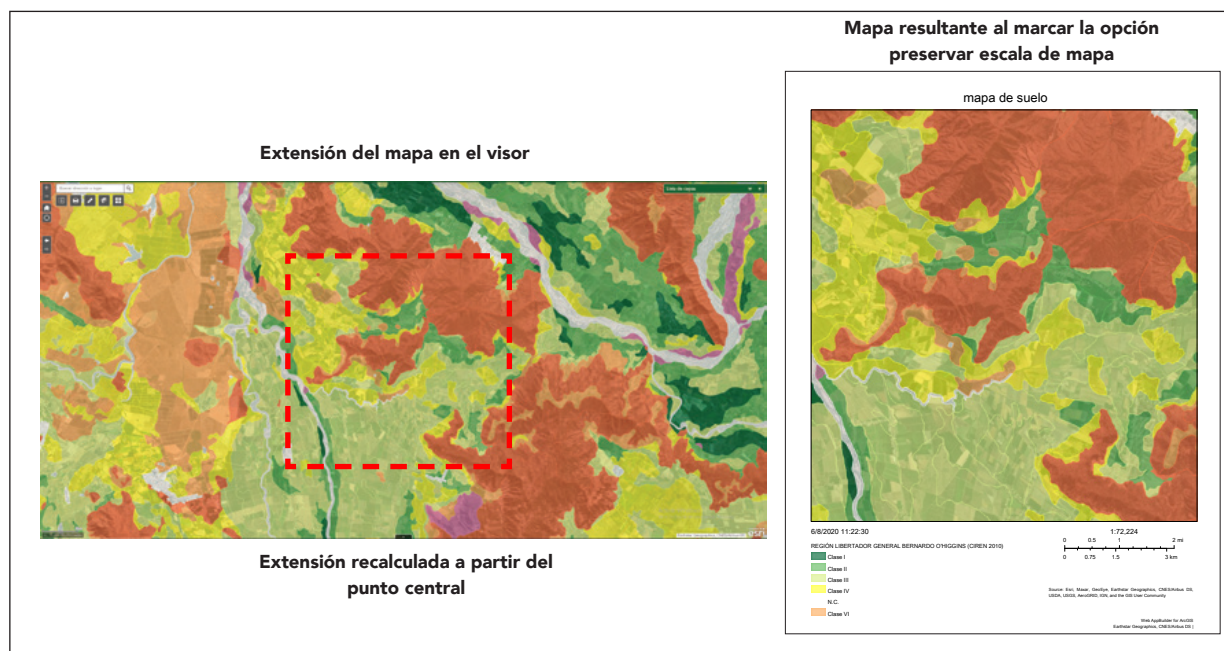 Mapa resultante al marcar la opción
preservar escala de mapa
Extensión del mapa en el visor
Lista de mapas
esri
Extensión recalculada a partir del
punto central
mapa de suelo
6/8/2020 11:22:30
1:72,224
REGIÓN LIBERTADOR GENERAL BERNARDO O'HIGGINS (CIREN 2010)
Clase I
Clase II
Clase III
Clase IV
N.C.
Clase VI
0 0.5 1 2 mi
0 0.75 1.5 3 km
Source: Esri, Maxar, GeoEye, Earthstar Geographics, CNES/Airbus DS,
USDA, USGS, AeroGRID, IGN, and the GIS User Community
Web AppBuilder for ArcGIS
Earthstar Geographics, CNES/Airbus DS |